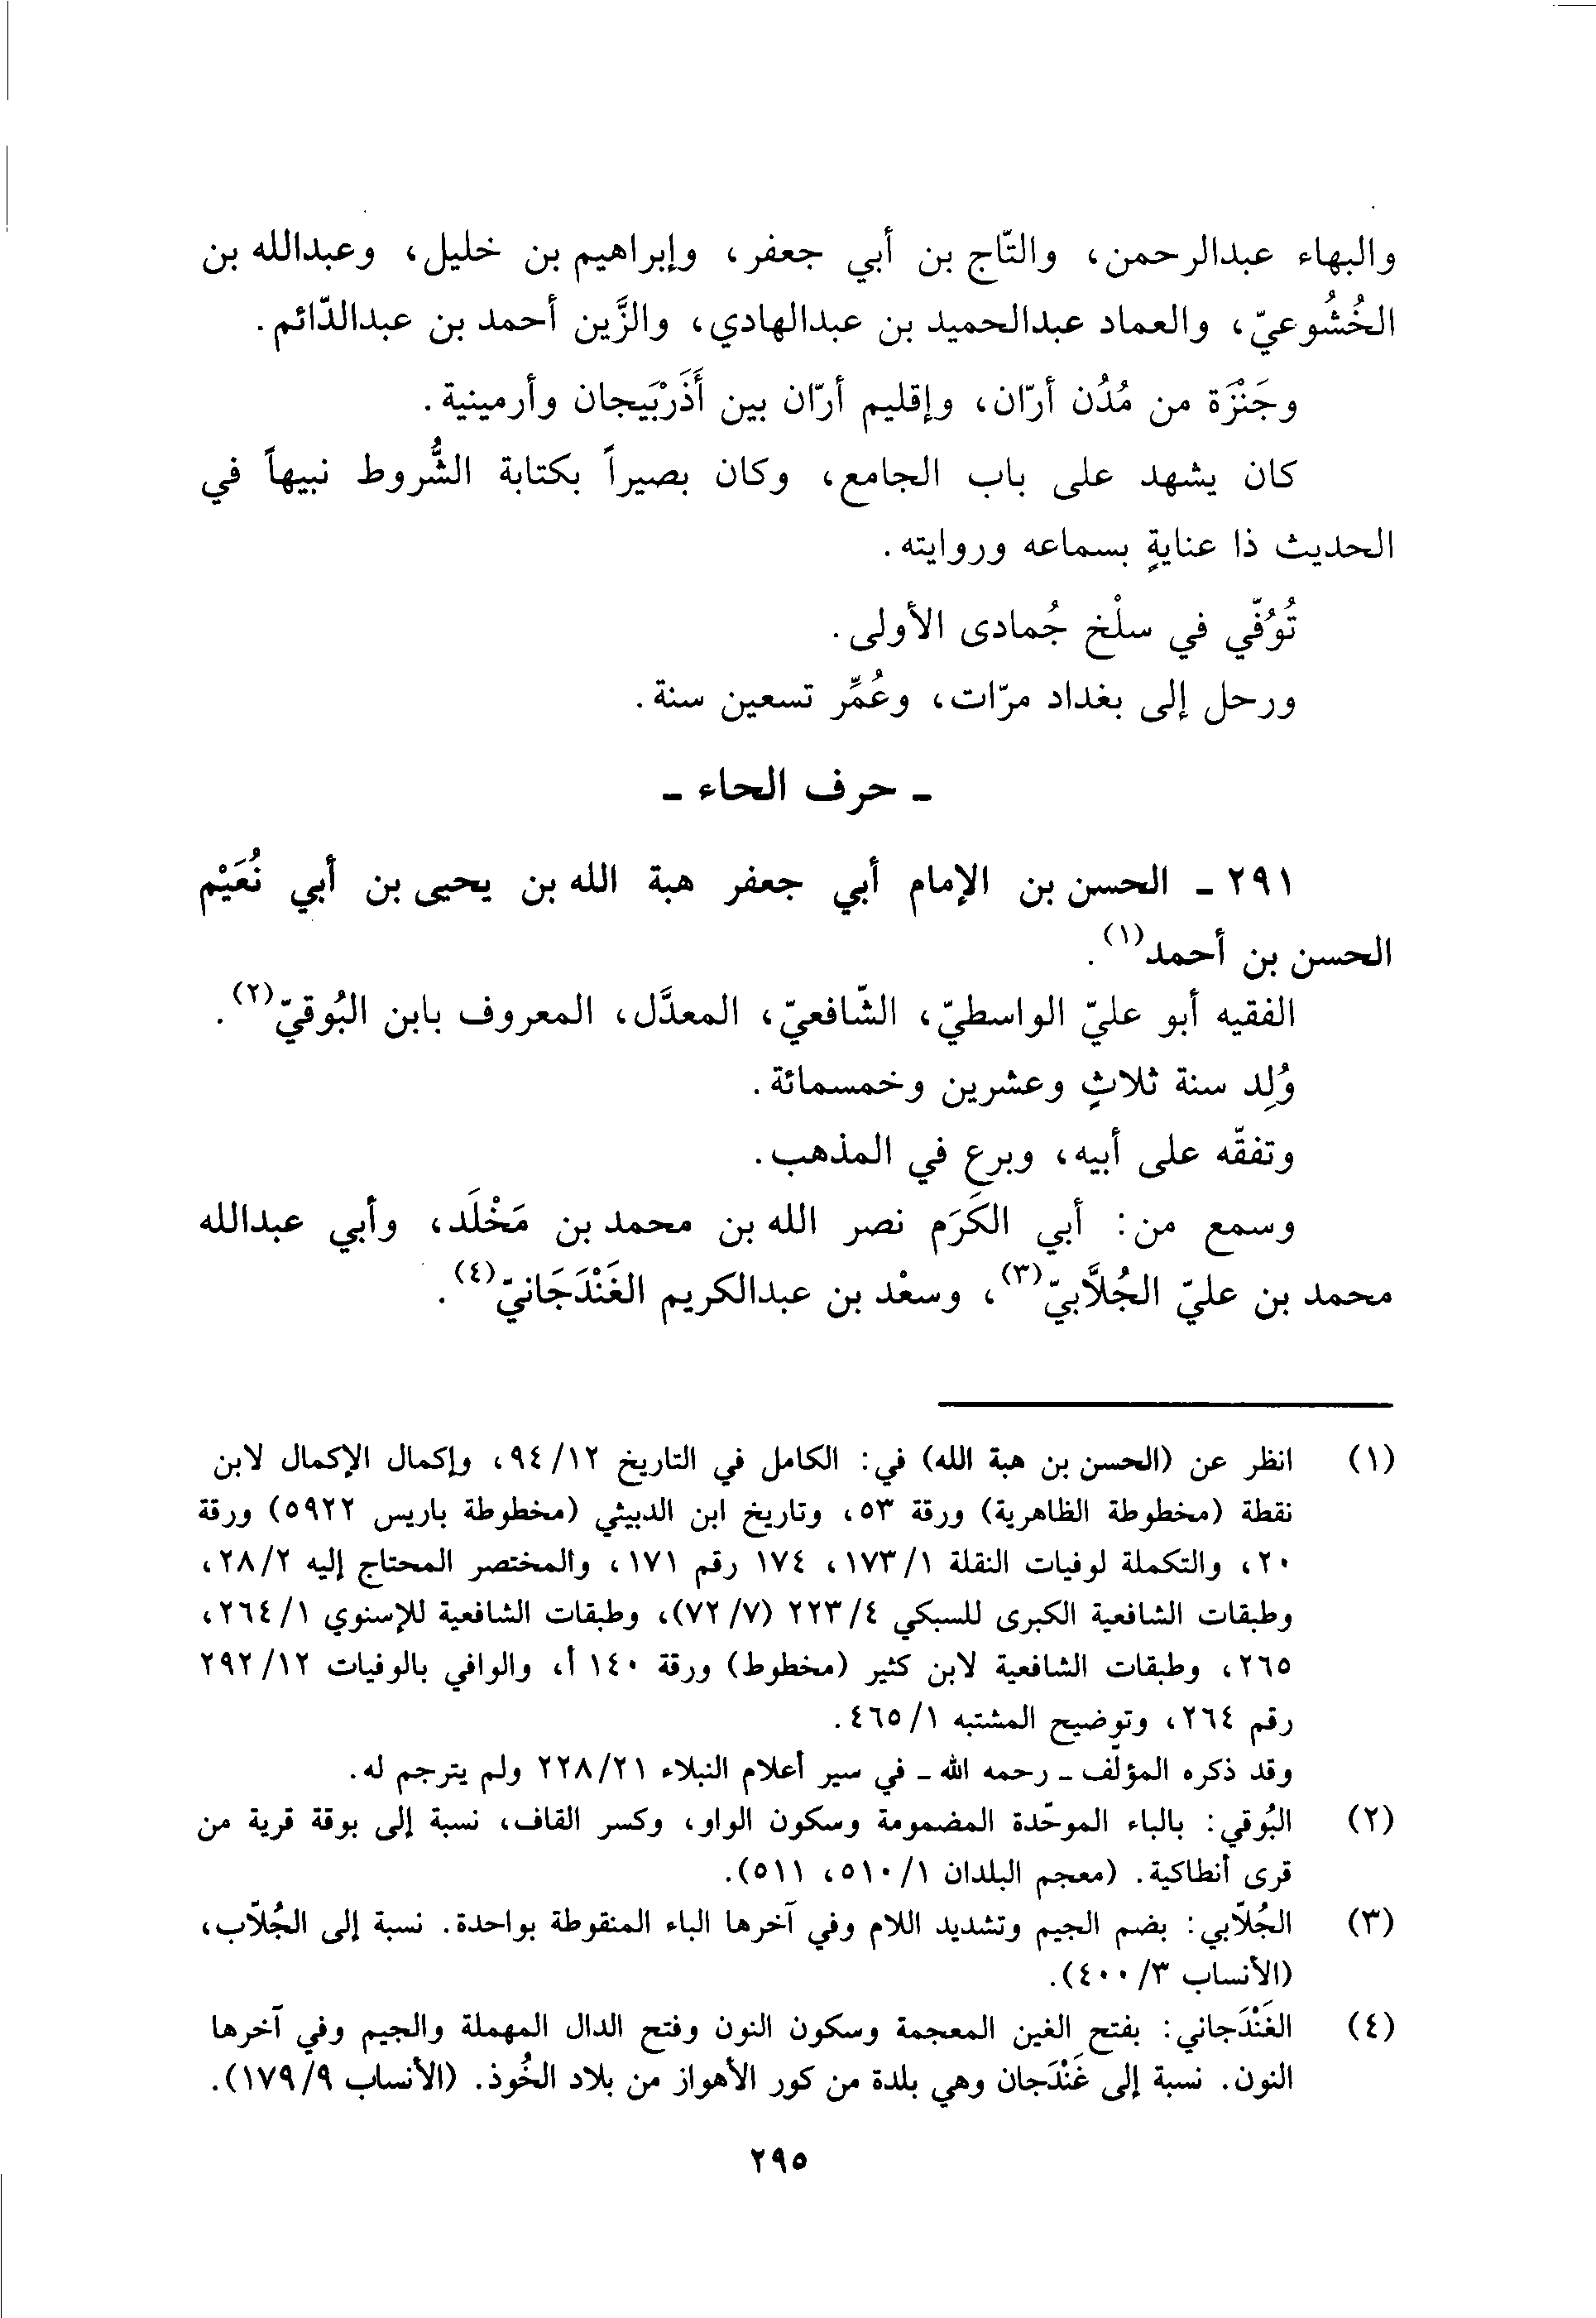 والبهاء عبدالرحمن، والتّاج بن أبي جعفر، وإبراهيم بن خليل، وعبدالله بن
الخُشُوعيّ، والعماد عبدالحميد بن عبدالهادي، والزَّين أحمد بن عبدالدّائم.
وجَنْزَة من مُدُن أرّان، وإقليم أرّان بين أَذَرْبَيجان وأرمينية.
كان يشهد على باب الجامع، وكان بصيراً بكتابة الشُّروط نبيهاً في
الحديث ذا عنايةٍ بسماعه وروايته.
تُوُفّي في سلْخ جُمادى الأولى.
ورحل إلى بغداد مرّات، وعُمِّر تسعين سنة.
ـ حرف الحاء ـ
٢٩١ ـ الحسن بن الإمام أبي جعفر هبة الله بن يحيى بن أبي نُعَيْم
الحسن بن أحمد(١).
الفقيه أبو عليّ الواسطيّ، الشّافعيّ، المعدَّل، المعروف بابن البُوقيّ(٢).
وُلِد سنة ثلاثٍ وعشرين وخمسمائة.
وتفقّه على أبيه، وبرع في المذهب.
وسمع من: أبي الكَرَم نصر الله بن محمد بن مَخْلَد، وأبي عبدالله
محمد بن عليّ الجُلاَّبيّ(٣)، وسعْد بن عبدالكريم الغَنْدَجَانيّ(٤).
(١) انظر عن (الحسن بن هبة الله) في: الكامل في التاريخ ٩٤/١٢، وإكمال الإكمال لابن
نقطة (مخطوطة الظاهرية) ورقة ٥٣، وتاريخ ابن الدبيثي (مخطوطة باريس ٥٩٢٢) ورقة
٢٠، والتكملة لوفيات النقلة ١٧٣/١، ١٧٤ رقم ١٧١، والمختصر المحتاج إليه ٢٨/٢،
وطبقات الشافعية الكبرى للسبكي ٢٢٣/٤ (٧٢/٧)، وطبقات الشافعية للإسنوي ٢٦٤/١،
٢٦٥، وطبقات الشافعية لابن كثير (مخطوط) ورقة ١٤٠ أ، والوافي بالوفيات ٢٩٢/١٢
رقم ٢٦٤، وتوضيح المشتبه ٤٦٥/١.
وقد ذكره المؤلّف ـ رحمه الله ـ في سير أعلام النبلاء ٢٢٨/٢١ ولم يترجم له.
(٢) البُوقي: بالباء الموحّدة المضمومة وسكون الواو، وكسر القاف، نسبة إلى بوقة قرية من
قرى أنطاكية. (معجم البلدان ٥١٠/١، ٥١١).
(٣) الجُلاّبي: بضم الجيم وتشديد اللام وفي آخرها الباء المنقوطة بواحدة. نسبة إلى الجُلاّب،
(الأنساب ٤٠٠/٣).
(٤) الغَنْدَجاني: بفتح الغين المعجمة وسكون النون وفتح الدال المهملة والجيم وفي آخرها
النون. نسبة إلى غَنْدَجان وهي بلدة من كور الأهواز من بلاد الخُوذ. (الأنساب ١٧٩/٩).
٢٩٥